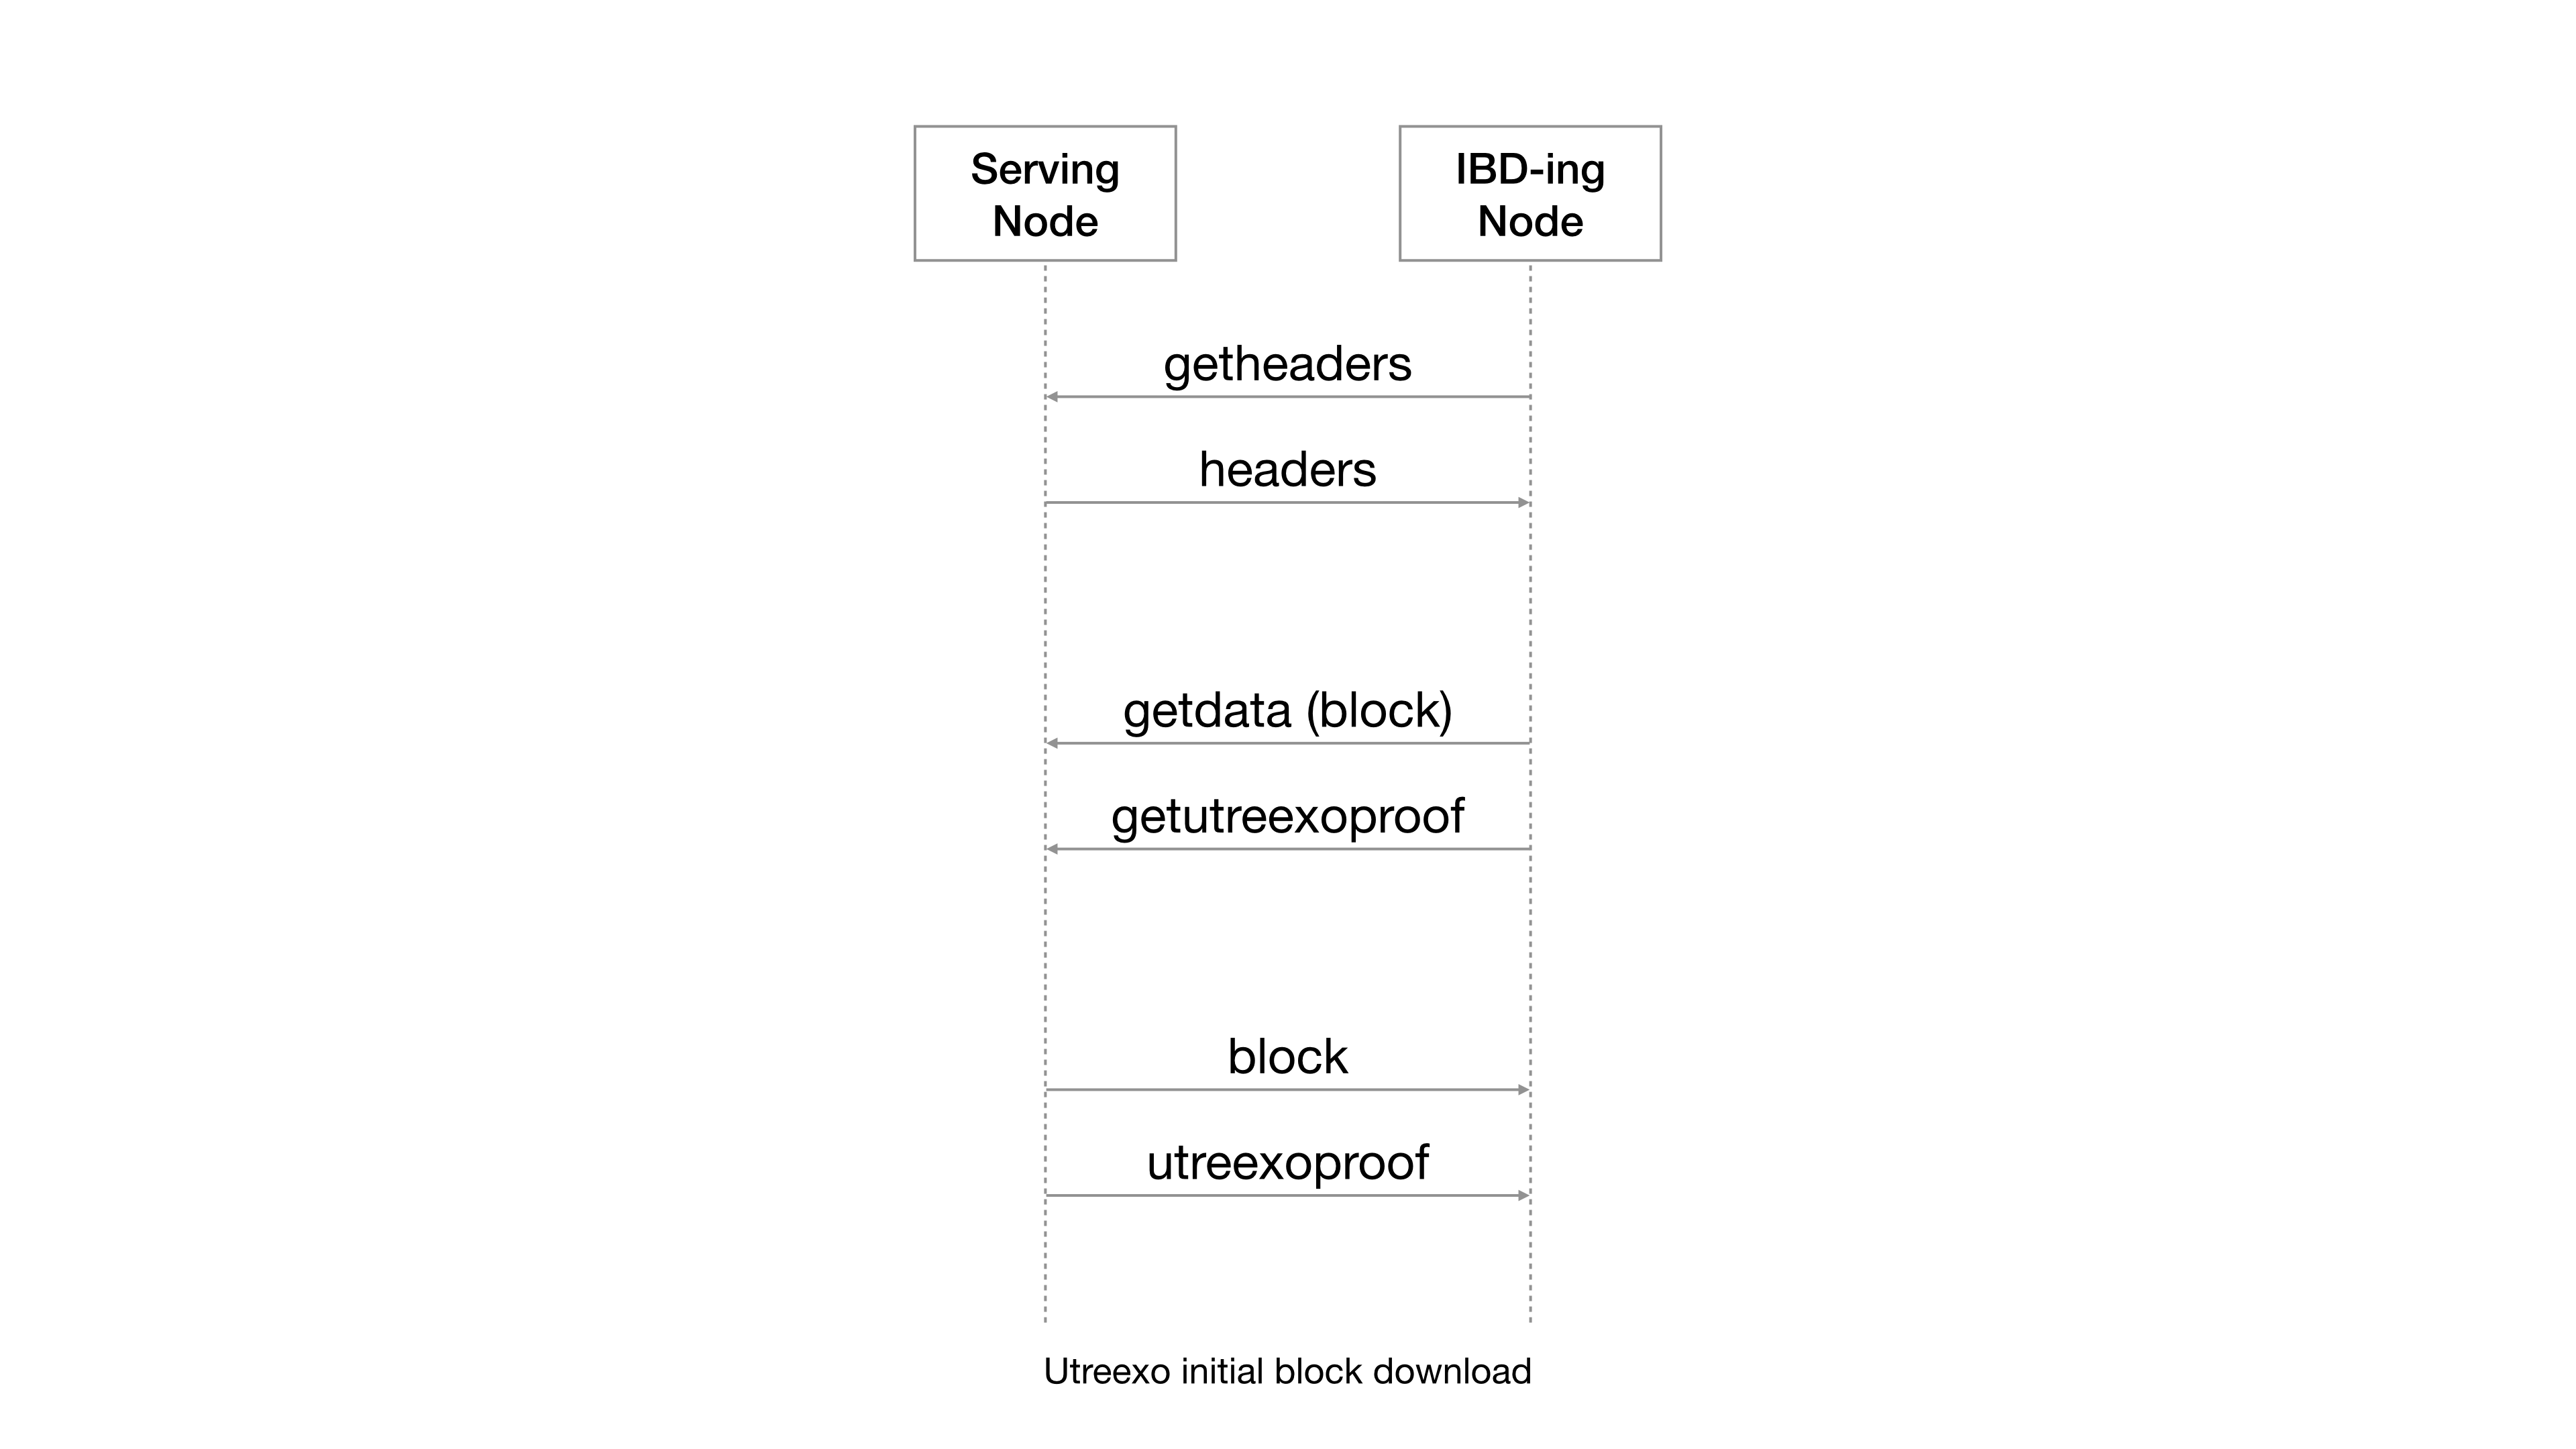 Serving
Node
IBD-ing
Node
getheaders
headers
getdata (block)
getutreexoproof
block
utreexoproof
Utreexo initial block download